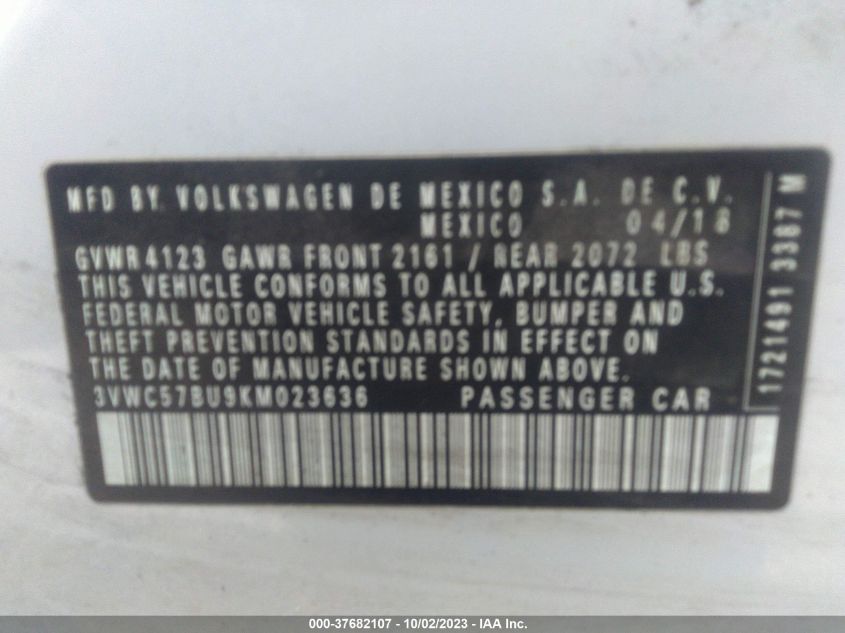 MFD BY VOLKSWAGEN DE MEXICO S.A. DE C.V.
MEXICO 04/18
GVWR 4123 GAWR FRONT 2161 / REAR 2072 LBS
THIS VEHICLE CONFORMS TO ALL APPLICABLE U.S.
FEDERAL MOTOR VEHICLE SAFETY, BUMPER AND
THEFT PREVENTION STANDARDS IN EFFECT ON
THE DATE OF MANUFACTURE SHOWN ABOVE.
3VWC57BU9KM023636 PASSENGER CAR
1721491 3387 M
000-37682107 - 10/02/2023 - IAA Inc.